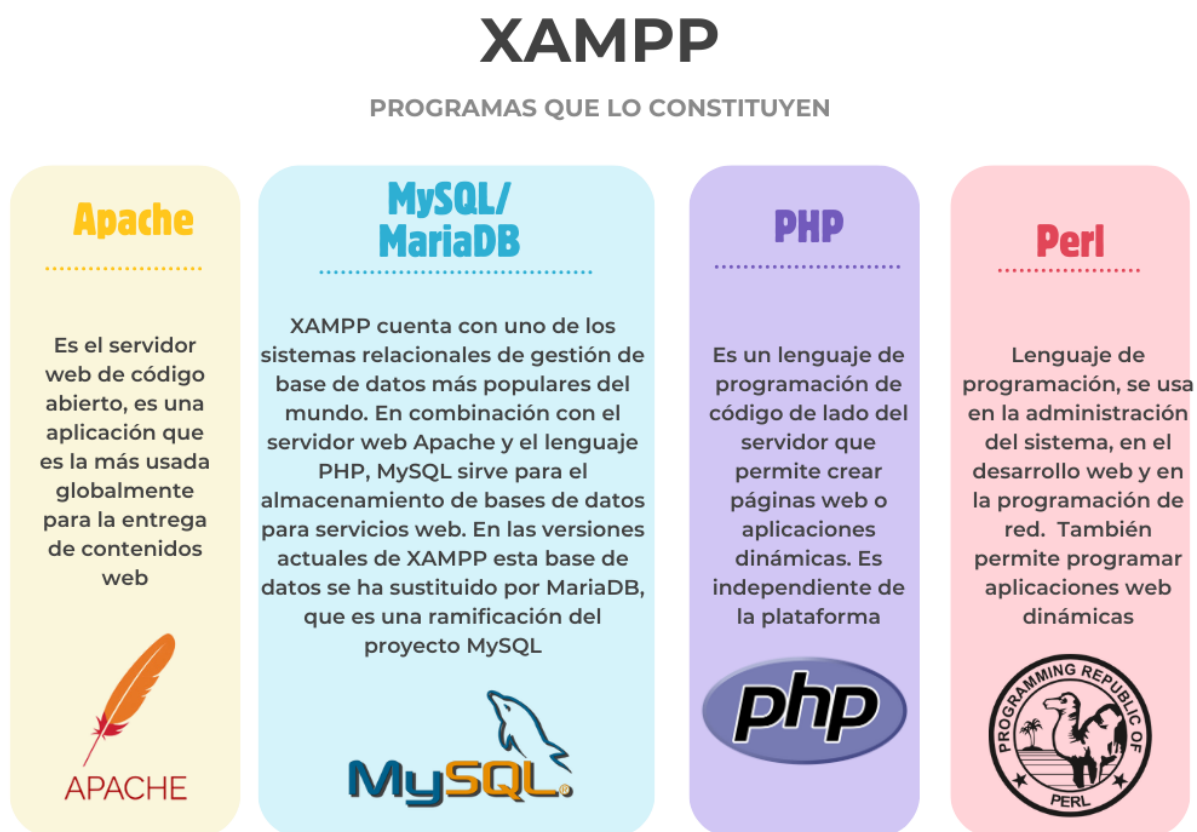 XAMPP
PROGRAMAS QUE LO CONSTITUYEN
Apache
Es el servidor
web de código
abierto, es una
aplicación que
es la más usada
globalmente
para la entrega
de contenidos
web
APACHE
MySQL/
MariaDB
XAMPP cuenta con uno de los
sistemas relacionales de gestión de
base de datos más populares del
mundo. En combinación con el
servidor web Apache y el lenguaje
PHP, MySQL sirve para el
almacenamiento de bases de datos
para servicios web. En las versiones
actuales de XAMPP esta base de
datos se ha sustituido por MariaDB,
que es una ramificación del
proyecto MySQL
MySQL®
PHP
Es un lenguaje de
programación de
código de lado del
servidor que
permite crear
páginas web o
aplicaciones
dinámicas. Es
independiente de
la plataforma
php
Perl
Lenguaje de
programación, se usa
en la administración
del sistema, en el
desarrollo web y en
la programación de
red. También
permite programar
aplicaciones web
dinámicas
PROGRAMMING REPUBLIC OF
PERL